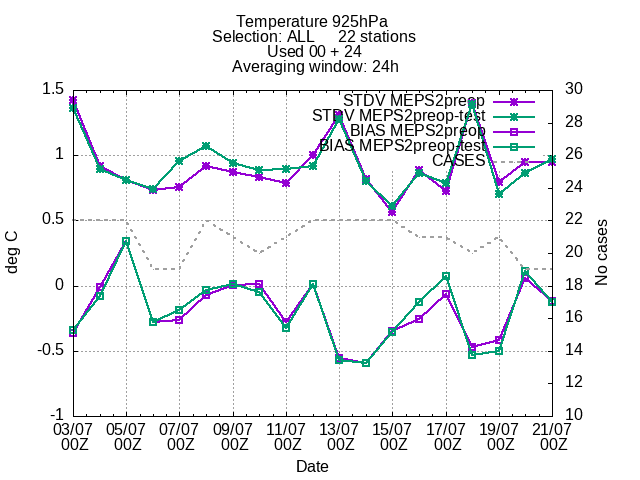 Temperature 925hPa
Selection: ALL 22 stations
Used 00 + 24
Averaging window: 24h
1.5
1
0.5
0
-0.5
-1
deg C
30
28
26
24
22
20
18
16
14
12
10
No cases
STDV MEPS2preop
STDV MEPS2preop-test
BIAS MEPS2preop
BIAS MEPS2preop-test
CASES
03/07 05/07 07/07 09/07 11/07 13/07 15/07 17/07 19/07 21/07
00Z 00Z 00Z 00Z 00Z 00Z 00Z 00Z 00Z 00Z
Date